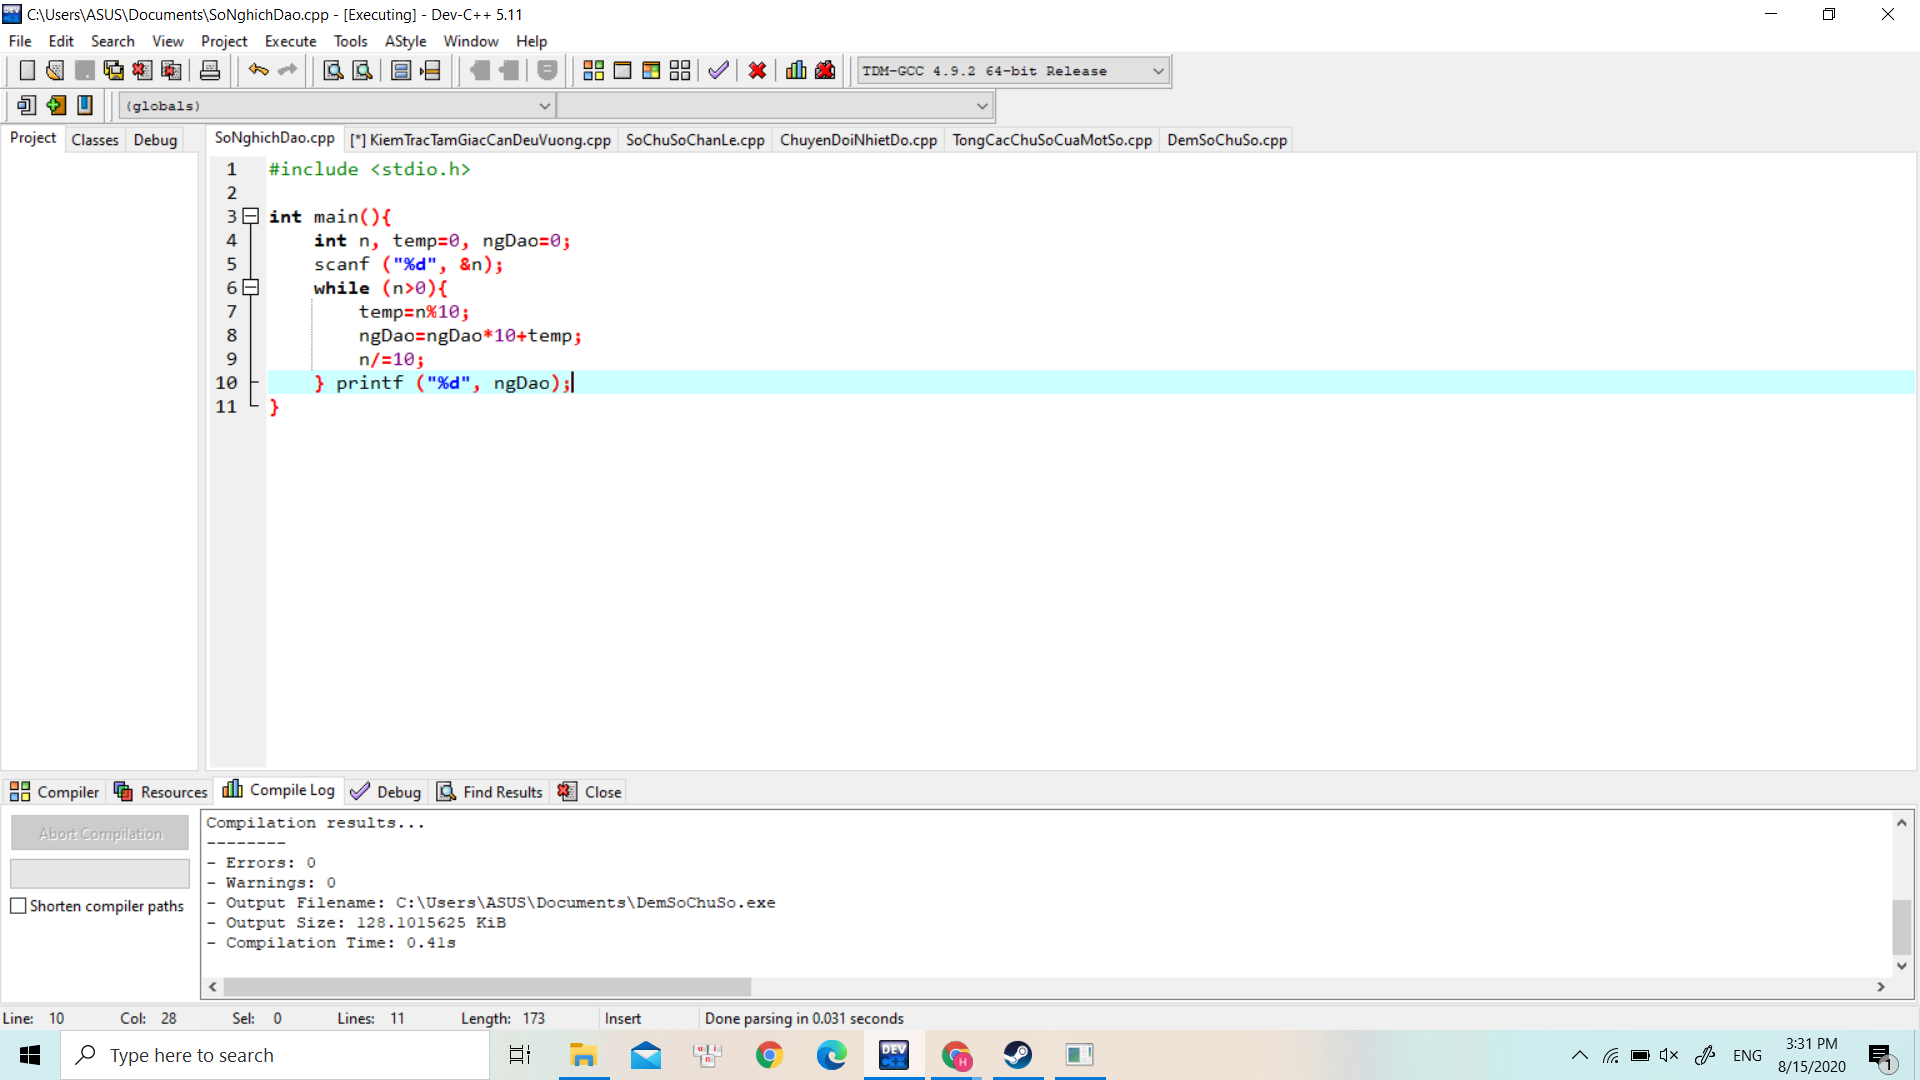 C:\Users\ASUS\Documents\SoNghichDao.cpp - [Executing] - Dev-C++ 5.11
File Edit Search View Project Execute Tools AStyle Window Help
TDM-GCC 4.9.2 64-bit Release
(globals)
Project Classes Debug
SoNghichDao.cpp [*] KiemTracTamGiacCanDeuVuong.cpp SoChuSoChanLe.cpp ChuyenDoiNhietDo.cpp TongCacChuSoCuaMotSo.cpp DemSoChuSo.cpp
1 #include <stdio.h>
2
3 int main(){
4 int n, temp=0, ngDao=0;
5 scanf ("%d", &n);
6 while (n>0){
7 temp=n%10;
8 ngDao=ngDao*10+temp;
9 n/=10;
10 } printf ("%d", ngDao);
11 }
Compiler Resources Compile Log Debug Find Results Close
Abort Compilation
Shorten compiler paths
Compilation results...
--------
- Errors: 0
- Warnings: 0
- Output Filename: C:\Users\ASUS\Documents\DemSoChuSo.exe
- Output Size: 128.1015625 KiB
- Compilation Time: 0.41s
Line: 10 Col: 28 Sel: 0 Lines: 11 Length: 173 Insert Done parsing in 0.031 seconds
Type here to search
DEV C++
H
ENG
3:31 PM
8/15/2020
1